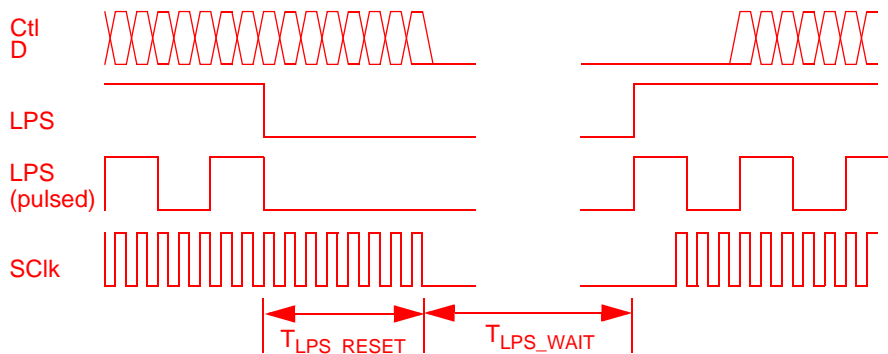 Ctl
D
LPS
LPS
(pulsed)
SClk
TLPS_RESET
TLPS_WAIT